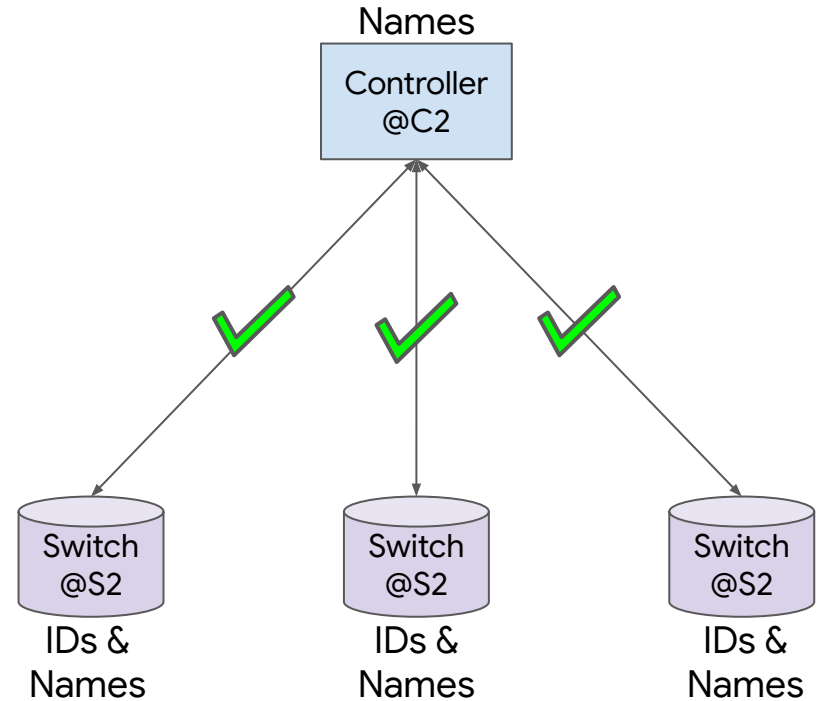 Names
Controller
@C2
Switch
@S2
Switch
@S2
Switch
@S2
IDs &
Names
IDs &
Names
IDs &
Names